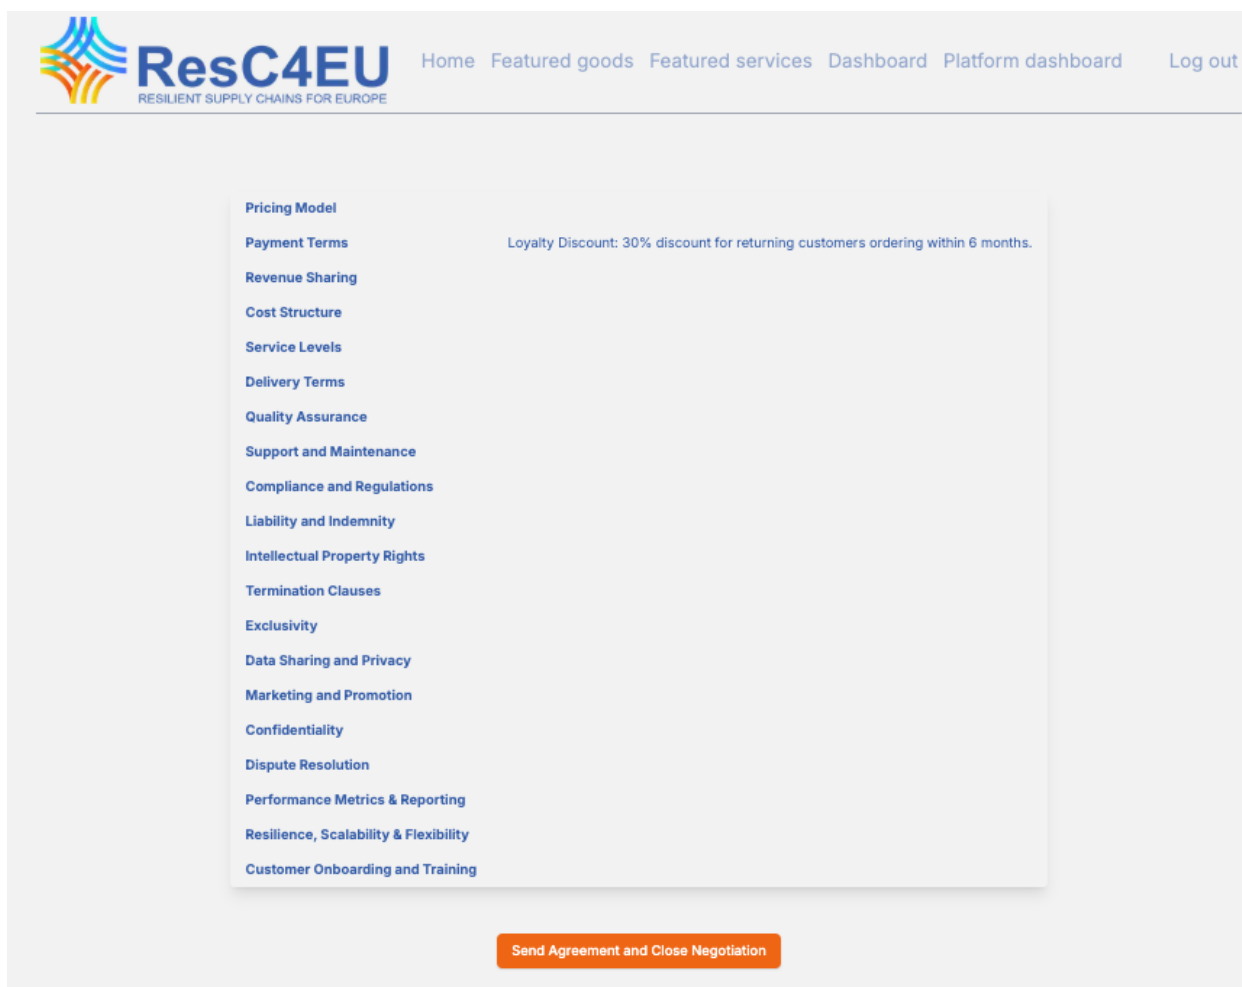 ResC4EU
RESILIENT SUPPLY CHAINS FOR EUROPE
Home Featured goods Featured services Dashboard Platform dashboard Log out
Pricing Model
Payment Terms Loyalty Discount: 30% discount for returning customers ordering within 6 months.
Revenue Sharing
Cost Structure
Service Levels
Delivery Terms
Quality Assurance
Support and Maintenance
Compliance and Regulations
Liability and Indemnity
Intellectual Property Rights
Termination Clauses
Exclusivity
Data Sharing and Privacy
Marketing and Promotion
Confidentiality
Dispute Resolution
Performance Metrics & Reporting
Resilience, Scalability & Flexibility
Customer Onboarding and Training
Send Agreement and Close Negotiation